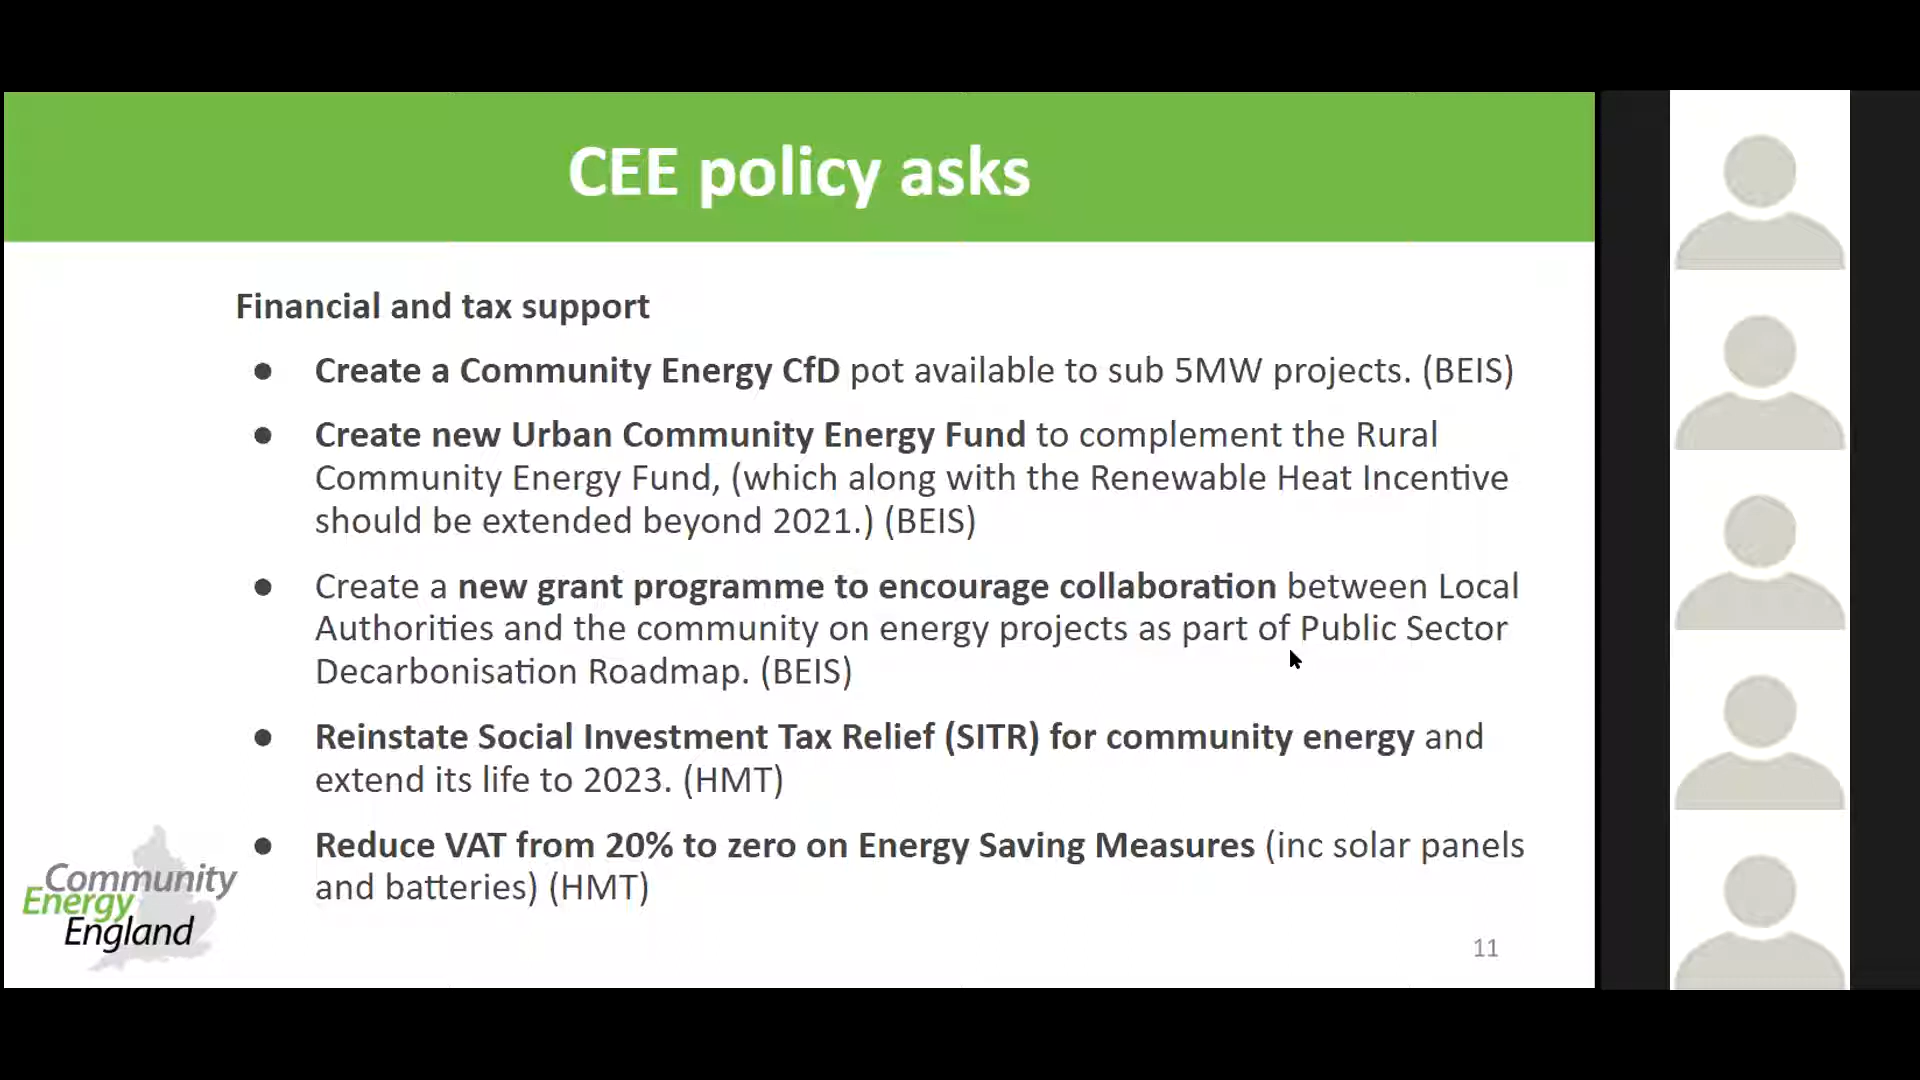 CEE policy asks
Financial and tax support
● Create a Community Energy CfD pot available to sub 5MW projects. (BEIS)
● Create new Urban Community Energy Fund to complement the Rural
Community Energy Fund, (which along with the Renewable Heat Incentive
should be extended beyond 2021.) (BEIS)
● Create a new grant programme to encourage collaboration between Local
Authorities and the community on energy projects as part of Public Sector
Decarbonisation Roadmap. (BEIS)
● Reinstate Social Investment Tax Relief (SITR) for community energy and
extend its life to 2023. (HMT)
● Reduce VAT from 20% to zero on Energy Saving Measures (inc solar panels
and batteries) (HMT)
Community
Energy
England
11